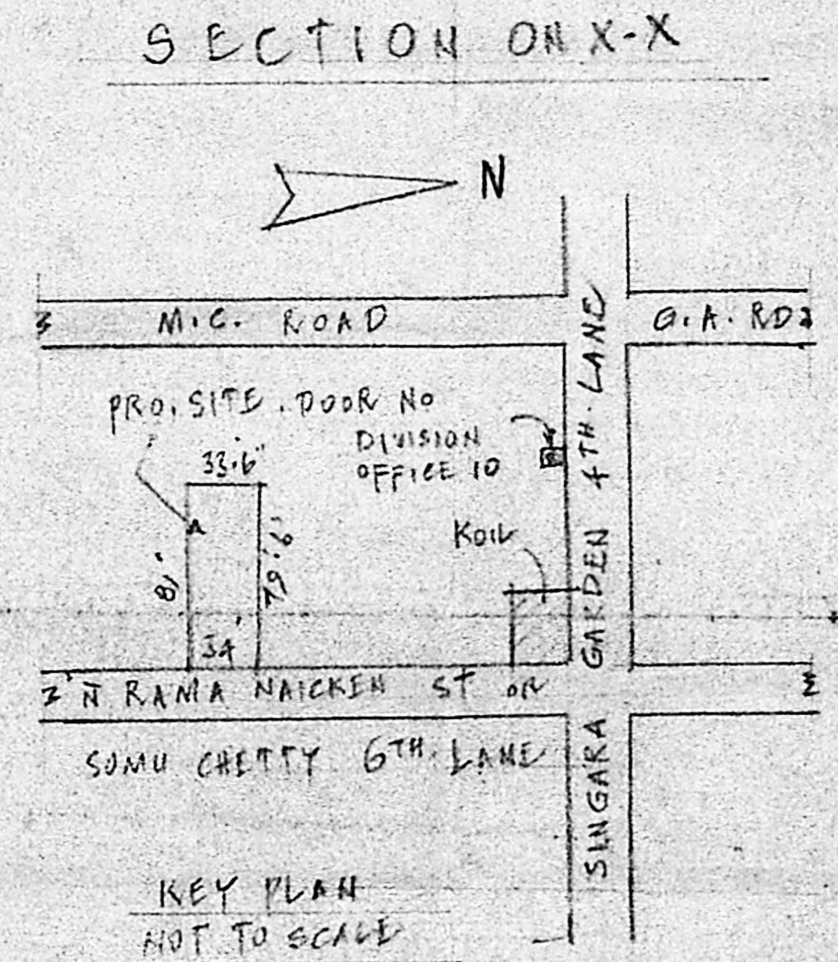 SECTION ON X-X
N
M.C. ROAD
G.A. RD
PRO. SITE. DOOR NO
DIVISION
OFFICE 10
33'.6"
KOIL
81'
79'.6"
34'
N RAMA NAICKEN ST OR
SOMU CHETTY 6TH LANE
SINGARA GARDEN 4TH. LANE
KEY PLAN
NOT TO SCALE